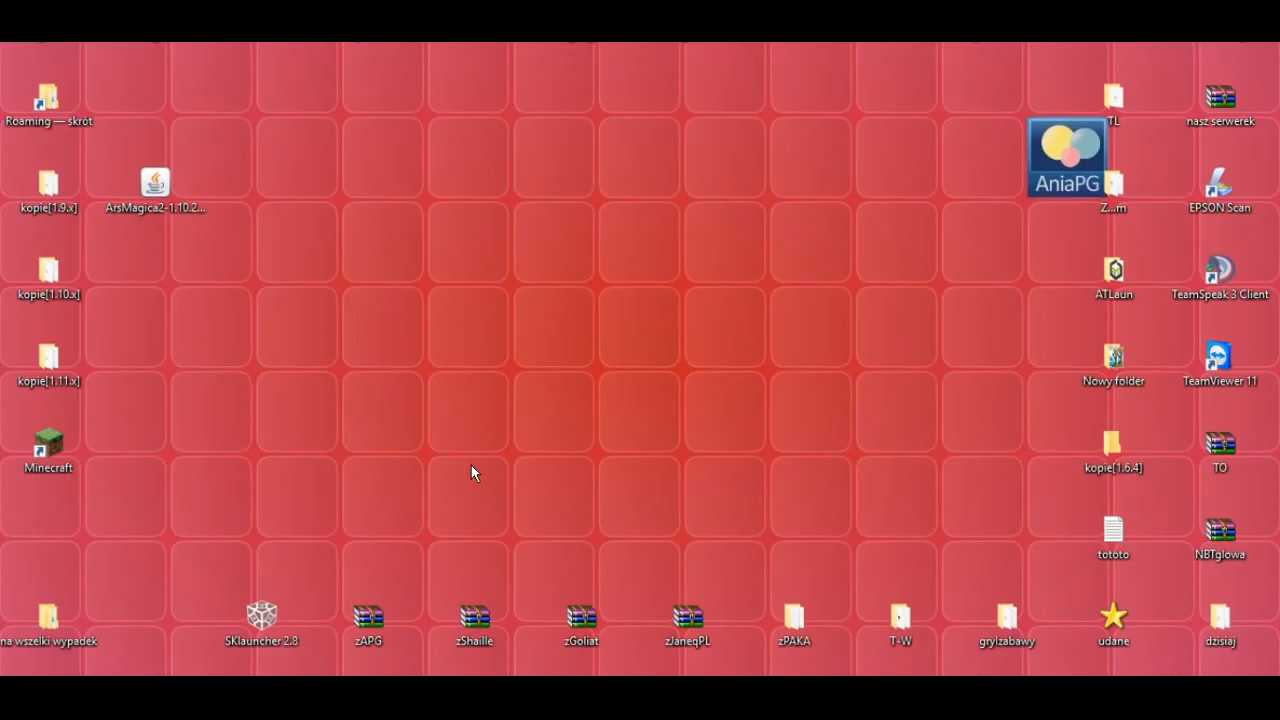 Roaming — skrót
TL
nasz serwerek
AniaPG
kopie[1.9.x]
ArsMagica2-1.10.2...
Z...m
EPSON Scan
kopie[1.10.x]
ATLaun
TeamSpeak 3 Client
kopie[1.11.x]
Nowy folder
TeamViewer 11
Minecraft
kopie[1.6.4]
TO
tototo
NBTglowa
na wszelki wypadek
SKlauncher 2.8
zAPG
zShaille
zGoliat
zJaneqPL
zPAKA
T-W
gryIzabawy
udane
dzisiaj